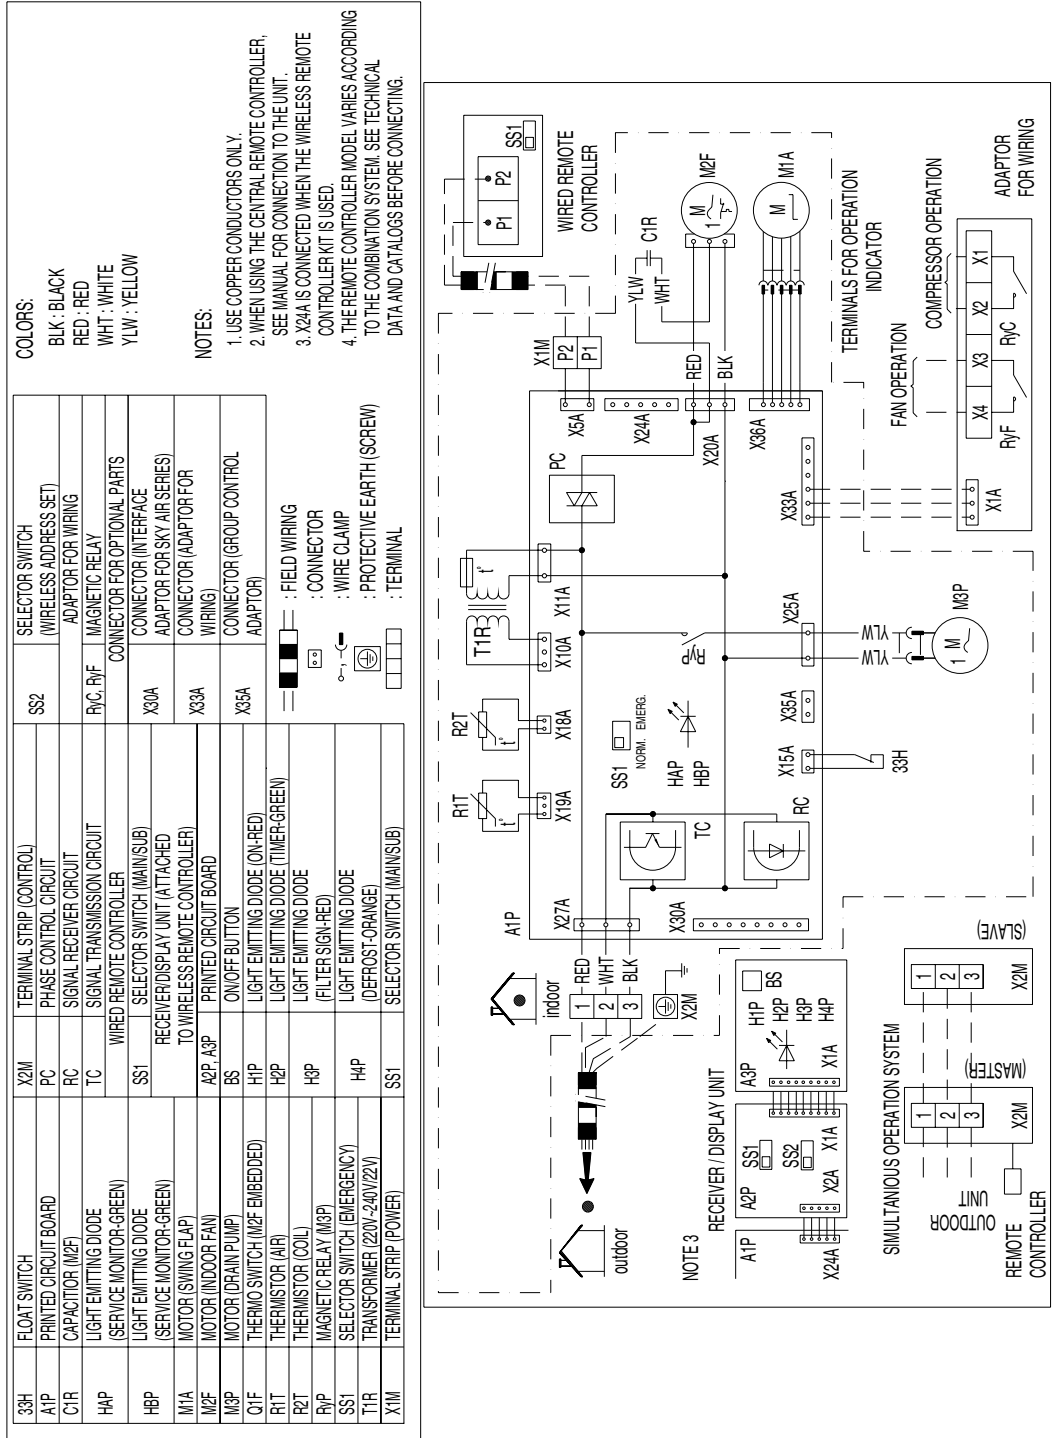 33H FLOAT SWITCH
A1P PRINTED CIRCUIT BOARD
C1R CAPACITIOR (M2F)
HAP LIGHT EMITTING DIODE
(SERVICE MONITOR-GREEN)
HBP LIGHT EMITTING DIODE
(SERVICE MONITOR-GREEN)
M1A MOTOR (SWING FLAP)
M2F MOTOR (INDOOR FAN)
M3P MOTOR (DRAIN PUMP)
Q1F THERMO SWITCH (M2F EMBEDDED)
R1T THERMISTOR (AIR)
R2T THERMISTOR (COIL)
RyP MAGNETIC RELAY (M3P)
SS1 SELECTOR SWITCH (EMERGENCY)
T1R TRANSFORMER (220V~240V/22V)
X1M TERMINAL STRIP (POWER)
X2M TERMINAL STRIP (CONTROL)
PC PHASE CONTROL CIRCUIT
RC SIGNAL RECEIVER CIRCUIT
TC SIGNAL TRANSMISSION CIRCUIT
WIRED REMOTE CONTROLLER
SS1 SELECTOR SWITCH (MAIN/SUB)
RECEIVER/DISPLAY UNIT (ATTACHED
TO WIRELESS REMOTE CONTROLLER)
A2P, A3P PRINTED CIRCUIT BOARD
BS ON/OFF BUTTON
H1P LIGHT EMITTING DIODE (ON-RED)
H2P LIGHT EMITTING DIODE (TIMER-GREEN)
H3P LIGHT EMITTING DIODE
(FILTER SIGN-RED)
H4P LIGHT EMITTING DIODE
(DEFROST-ORANGE)
SS1 SELECTOR SWITCH (MAIN/SUB)
SS2 SELECTOR SWITCH
(WIRELESS ADDRESS SET)
ADAPTOR FOR WIRING
RyC, RyF MAGNETIC RELAY
CONNECTOR FOR OPTIONAL PARTS
X30A CONNECTOR (INTERFACE
ADAPTOR FOR SKY AIR SERIES)
X33A CONNECTOR (ADAPTOR FOR
WIRING)
X35A CONNECTOR (GROUP CONTROL
ADAPTOR)
: FIELD WIRING
: CONNECTOR
: WIRE CLAMP
: PROTECTIVE EARTH (SCREW)
: TERMINAL
COLORS:
BLK : BLACK
RED : RED
WHT : WHITE
YLW : YELLOW
NOTES:
1. USE COPPER CONDUCTORS ONLY.
2. WHEN USING THE CENTRAL REMOTE CONTROLLER,
SEE MANUAL FOR CONNECTION TO THE UNIT.
3. X24A IS CONNECTED WHEN THE WIRELESS REMOTE
CONTROLLER KIT IS USED.
4. THE REMOTE CONTROLLER MODEL VARIES ACCORDING
TO THE COMBINATION SYSTEM. SEE TECHNICAL
DATA AND CATALOGS BEFORE CONNECTING.
P1 P2
SS1
WIRED REMOTE
CONTROLLER
X1M
P2 P1
R1T
t°
R2T
t°
T1R
t°
X19A
X18A
X10A
X11A
PC
X5A
X24A
X20A
X36A
RED
BLK
YLW
WHT
C1R
M
1~
M2F
M
M1A
A1P
X27A
X30A
TC
RC
SS1
NORM. EMERG.
HAP
HBP
RyP
X15A
33H
X35A
X25A
YLW
YLW
M
1~
M3P
X33A
TERMINALS FOR OPERATION
INDICATOR
FAN OPERATION
COMPRESSOR OPERATION
X4 X3 X2 X1
RyF
RyC
X1A
ADAPTOR
FOR WIRING
indoor
RED
WHT
BLK
1
2
3
X2M
outdoor
NOTE 3
RECEIVER / DISPLAY UNIT
A1P
X24A
A2P
SS1
SS2
X2A
X1A
A3P
H1P
H2P
H3P
H4P
BS
X1A
SIMULTANIOUS OPERATION SYSTEM
OUTDOOR
UNIT
(MASTER)
1
2
3
X2M
(SLAVE)
1
2
3
X2M
REMOTE
CONTROLLER